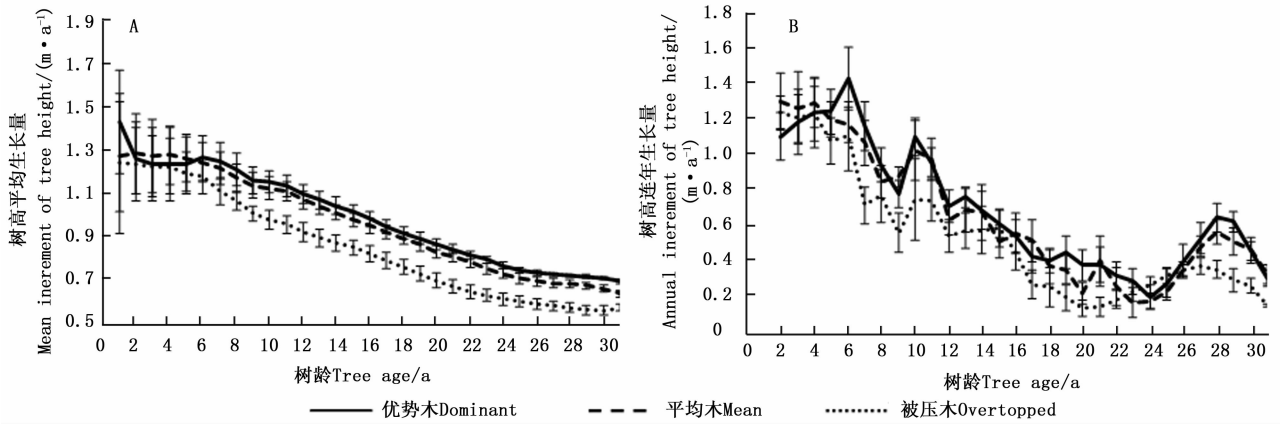 A
树高平均生长量
Mean inerement of tree height/(m·a⁻¹)
1.9
1.7
1.5
1.3
1.1
0.9
0.7
0.5
0 2 4 6 8 10 12 14 16 18 20 22 24 26 28 30
树龄Tree age/a
B
树高连年生长量
Annual inerement of tree height/
(m·a⁻¹)
1.8
1.6
1.4
1.2
1.0
0.8
0.6
0.4
0.2
0
0 2 4 6 8 10 12 14 16 18 20 22 24 26 28 30
树龄Tree age/a
优势木Dominant 平均木Mean 被压木Overtopped